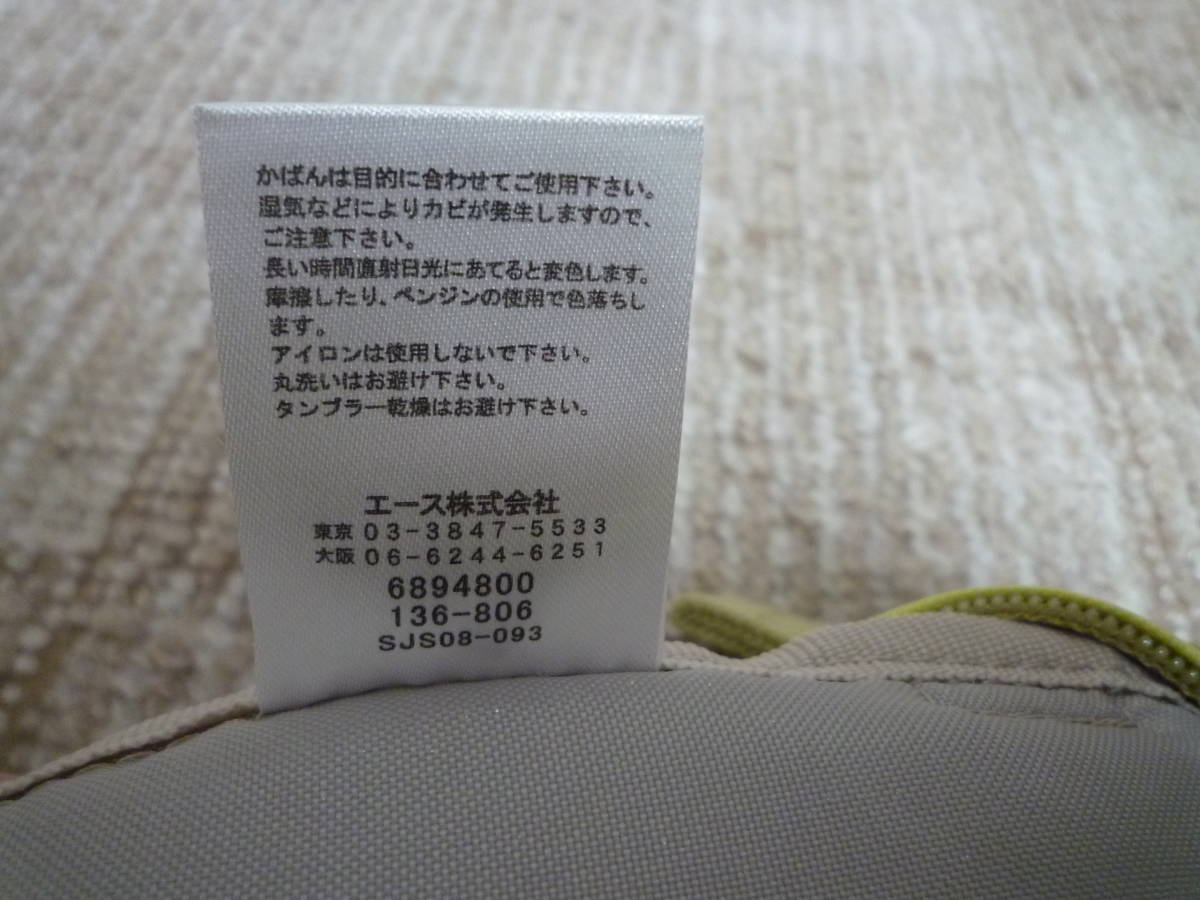 かばんは目的に合わせてご使用下さい。
湿気などによりカビが発生しますので、
ご注意下さい。
長い時間直射日光にあてると変色します。
摩擦したり、ベンジンの使用で色落ちし
ます。
アイロンは使用しないで下さい。
丸洗いはお避け下さい。
タンブラー乾燥はお避け下さい。
エース株式会社
東京 03-3847-5533
大阪 06-6244-6251
6894800
136-806
SJS08-093